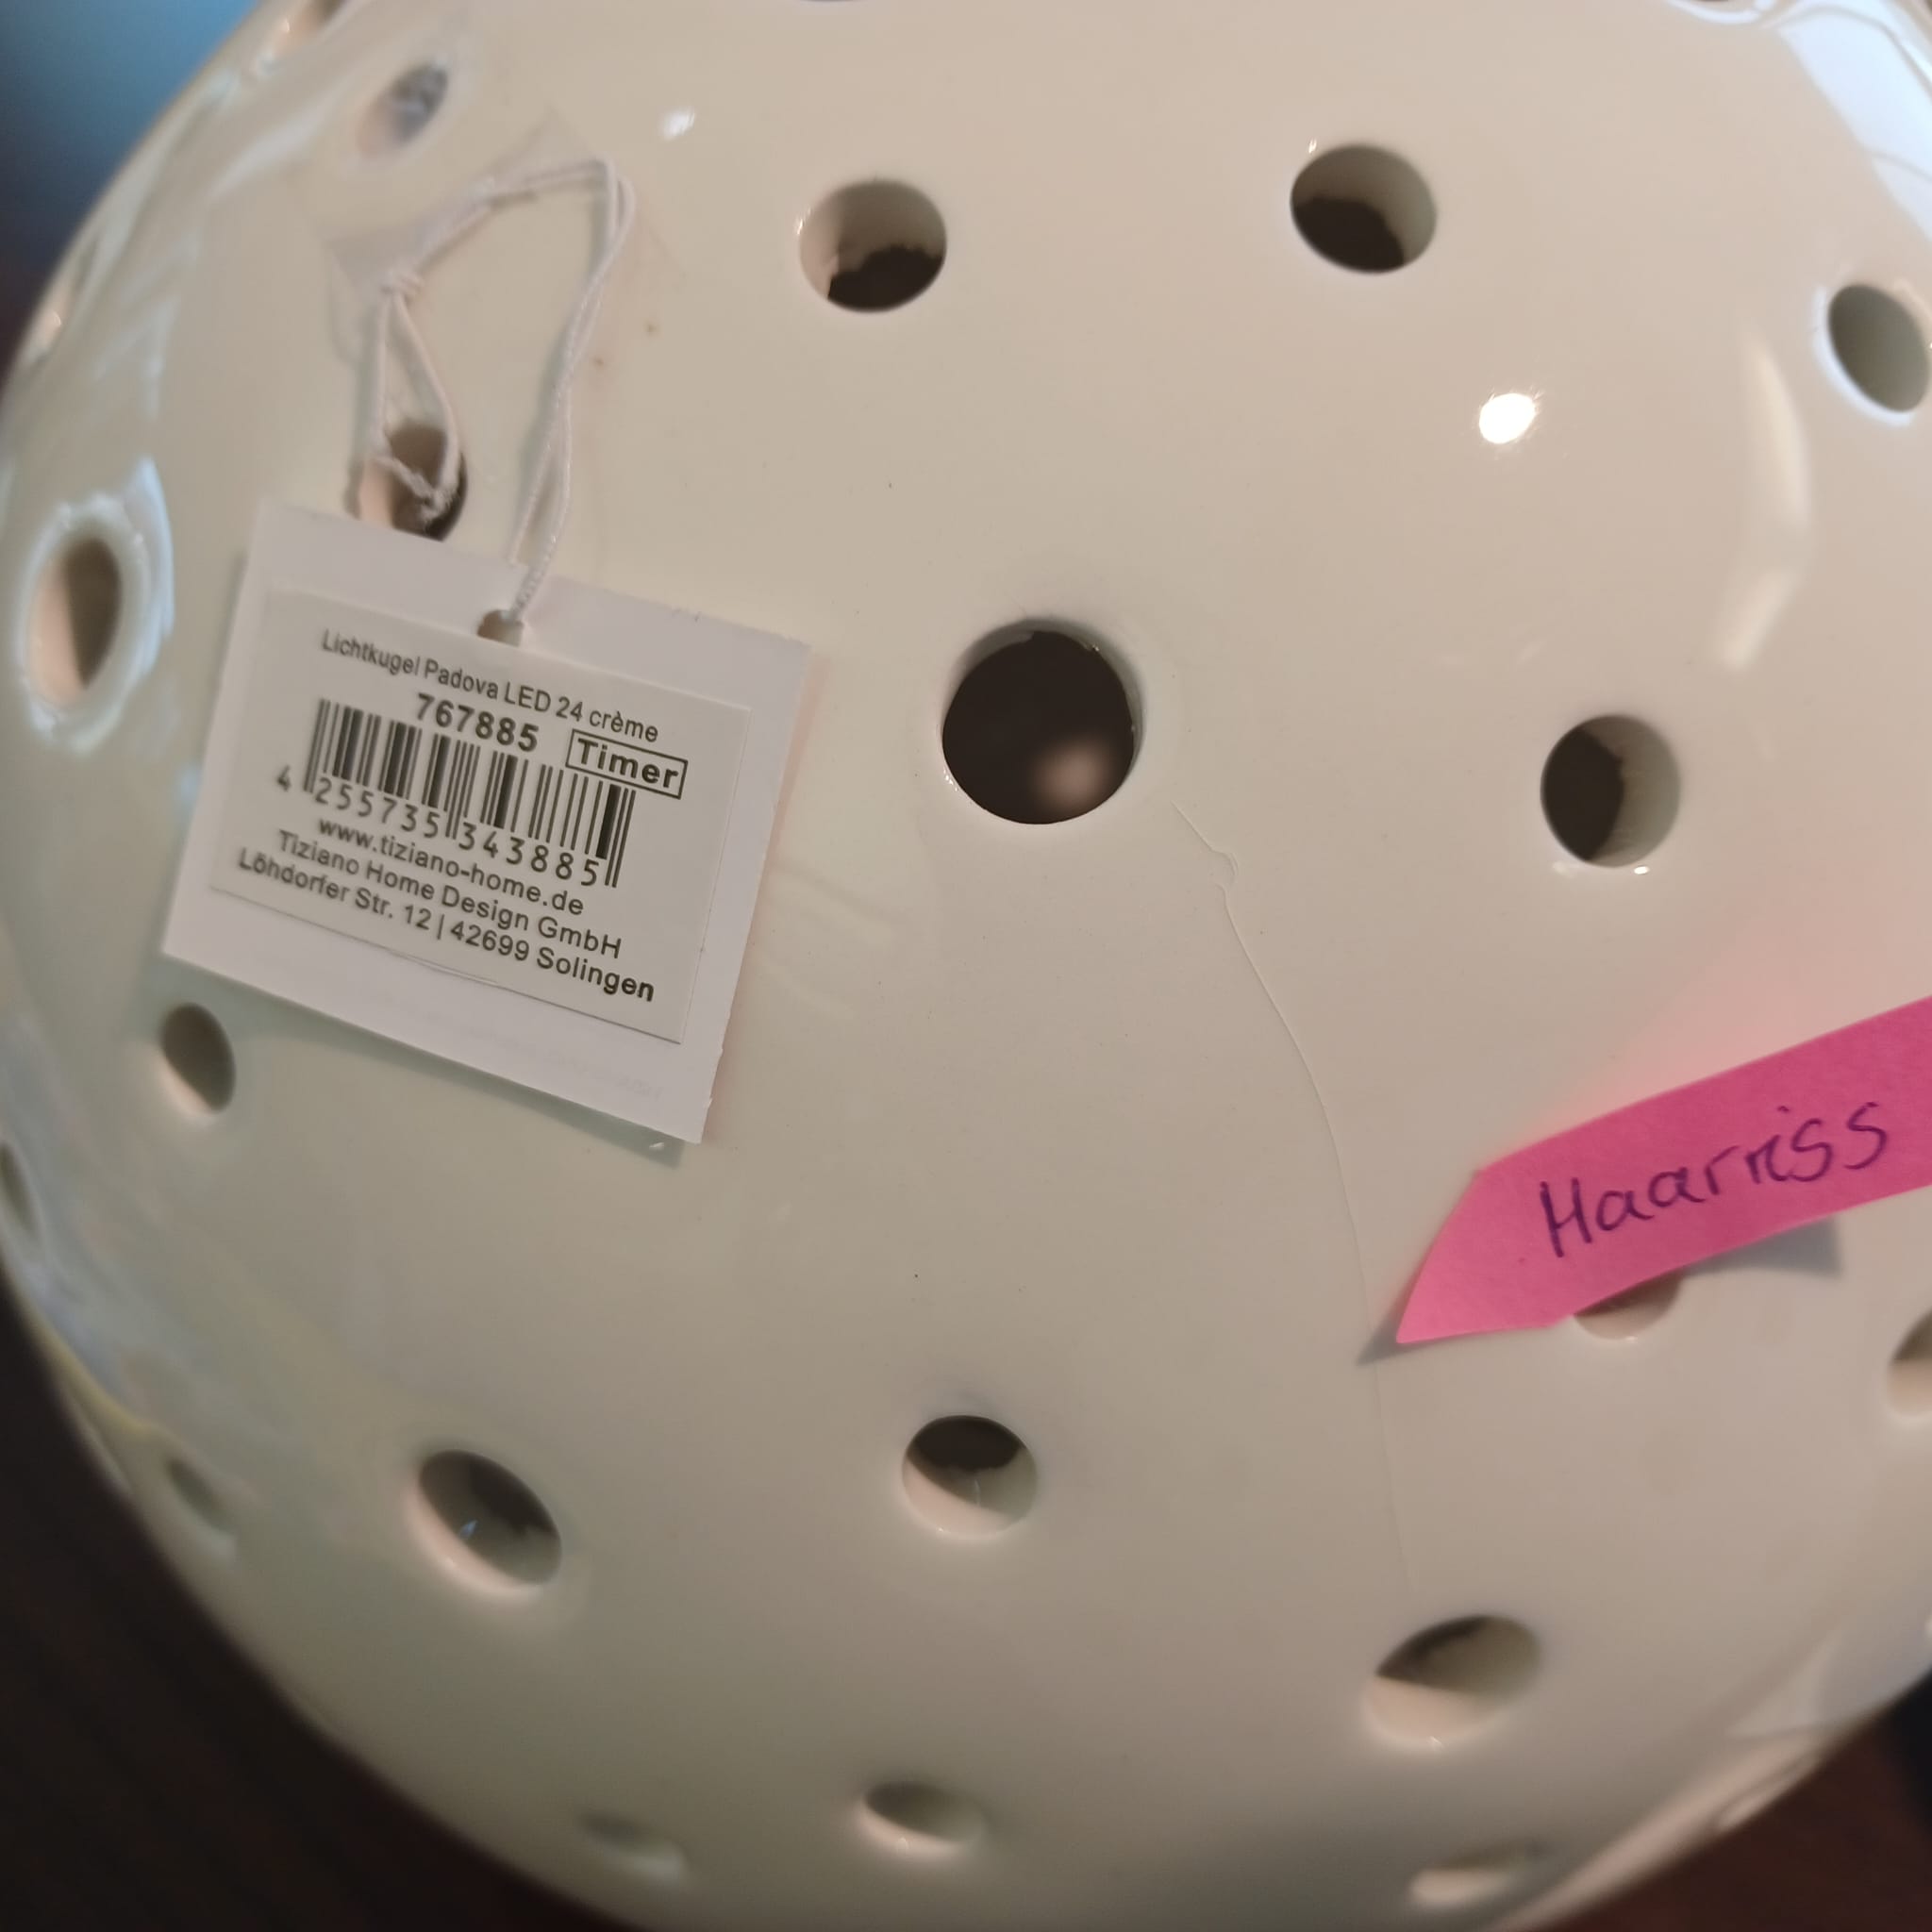 Lichtkugel Padova LED 24 crème
767885
Timer
4 255735 343885
www.tiziano-home.de
Tiziano Home Design GmbH
Löhdorfer Str. 12 | 42699 Solingen
Haarriss